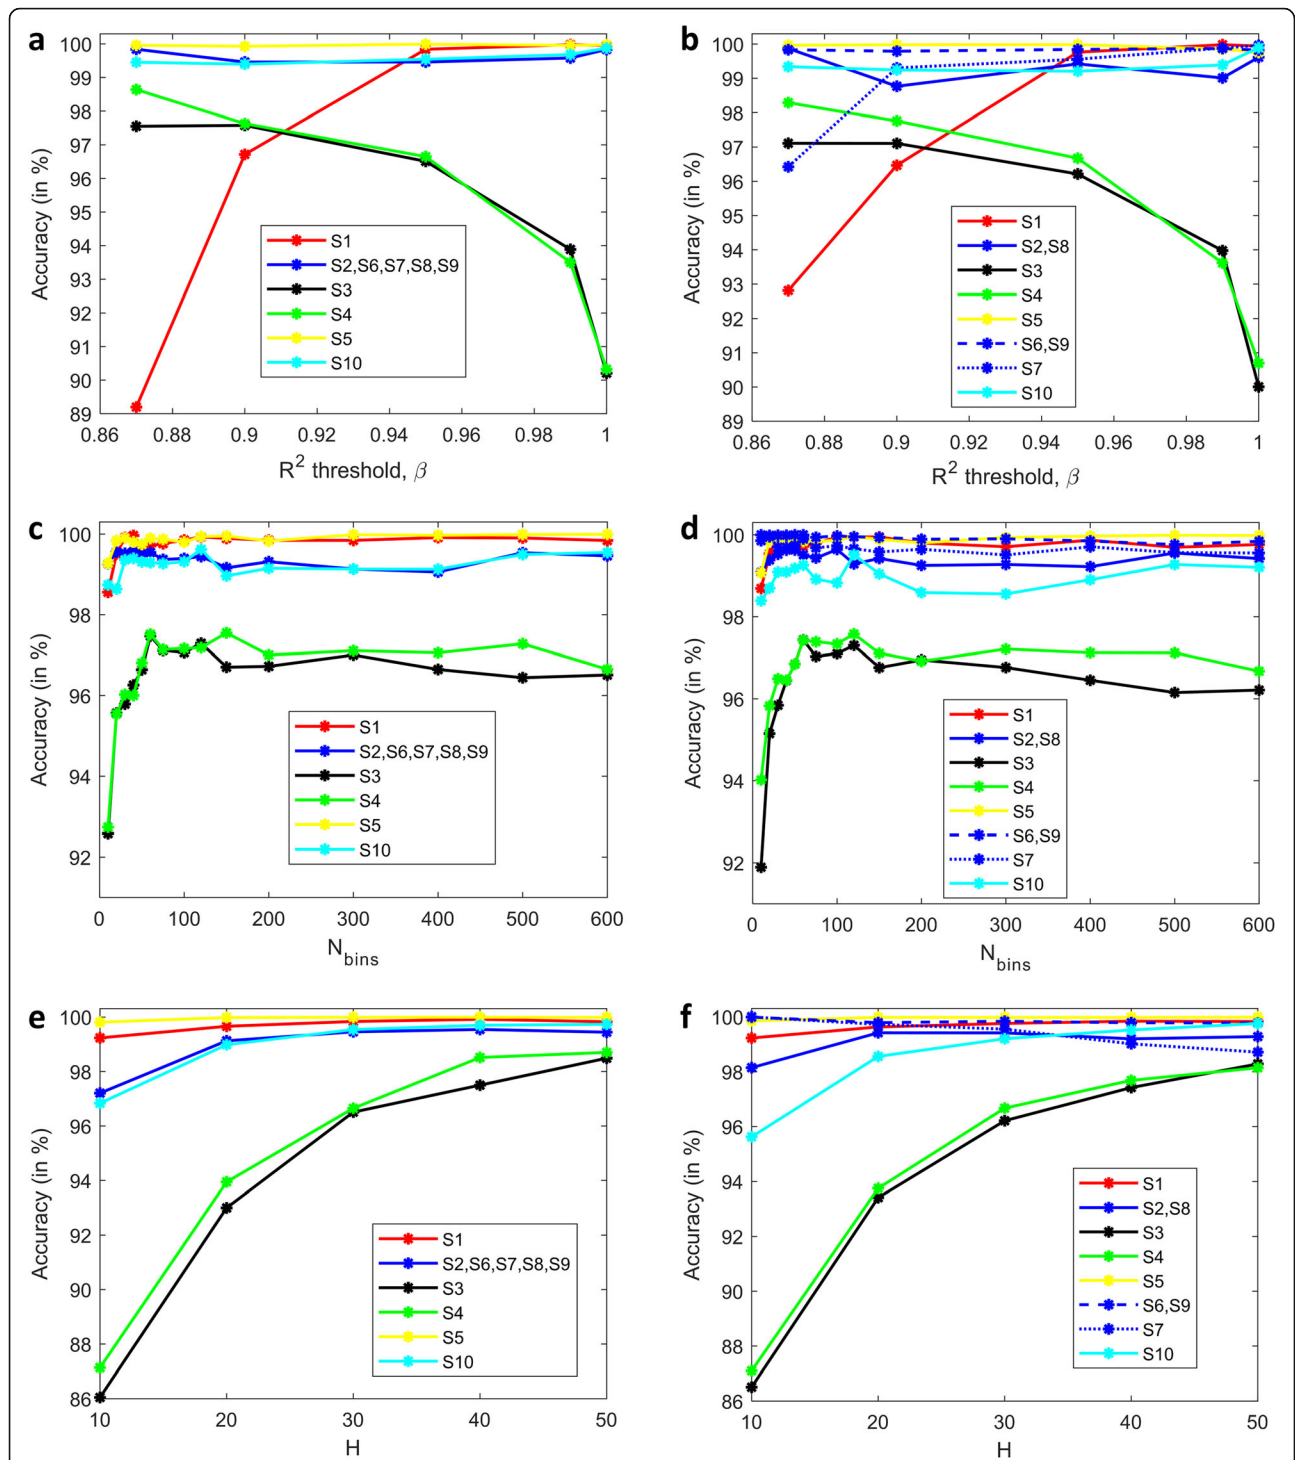 a
100
99
98
97
96
95
94
93
92
91
90
89
Accuracy (in %)
S1
S2,S6,S7,S8,S9
S3
S4
S5
S10
0.86
0.88
0.9
0.92
0.94
0.96
0.98
1
R² threshold, β
b
100
99
98
97
96
95
94
93
92
91
90
89
Accuracy (in %)
S1
S2,S8
S3
S4
S5
S6,S9
S7
S10
0.86
0.88
0.9
0.92
0.94
0.96
0.98
1
R² threshold, β
c
100
98
96
94
92
Accuracy (in %)
S1
S2,S6,S7,S8,S9
S3
S4
S5
S10
0
100
200
300
400
500
600
N_bins
d
100
98
96
94
92
Accuracy (in %)
S1
S2,S8
S3
S4
S5
S6,S9
S7
S10
0
100
200
300
400
500
600
N_bins
e
100
98
96
94
92
90
88
86
Accuracy (in %)
S1
S2,S6,S7,S8,S9
S3
S4
S5
S10
10
20
30
40
50
H
f
100
98
96
94
92
90
88
86
Accuracy (in %)
S1
S2,S8
S3
S4
S5
S6,S9
S7
S10
10
20
30
40
50
H